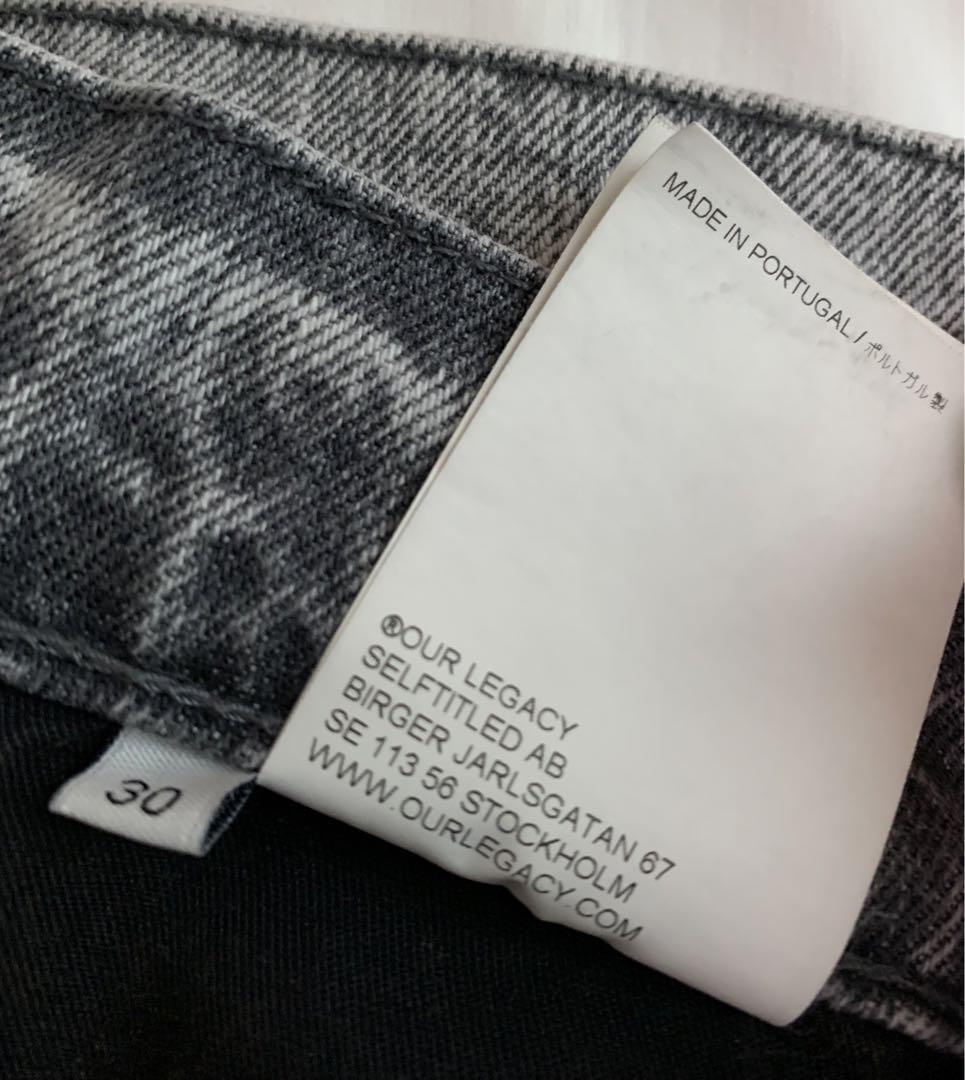 MADE IN PORTUGAL / ポルトガル製
®OUR LEGACY
SELFTITLED AB
BIRGER JARLSGATAN 67
SE 113 56 STOCKHOLM
WWW.OURLEGACY.COM
30